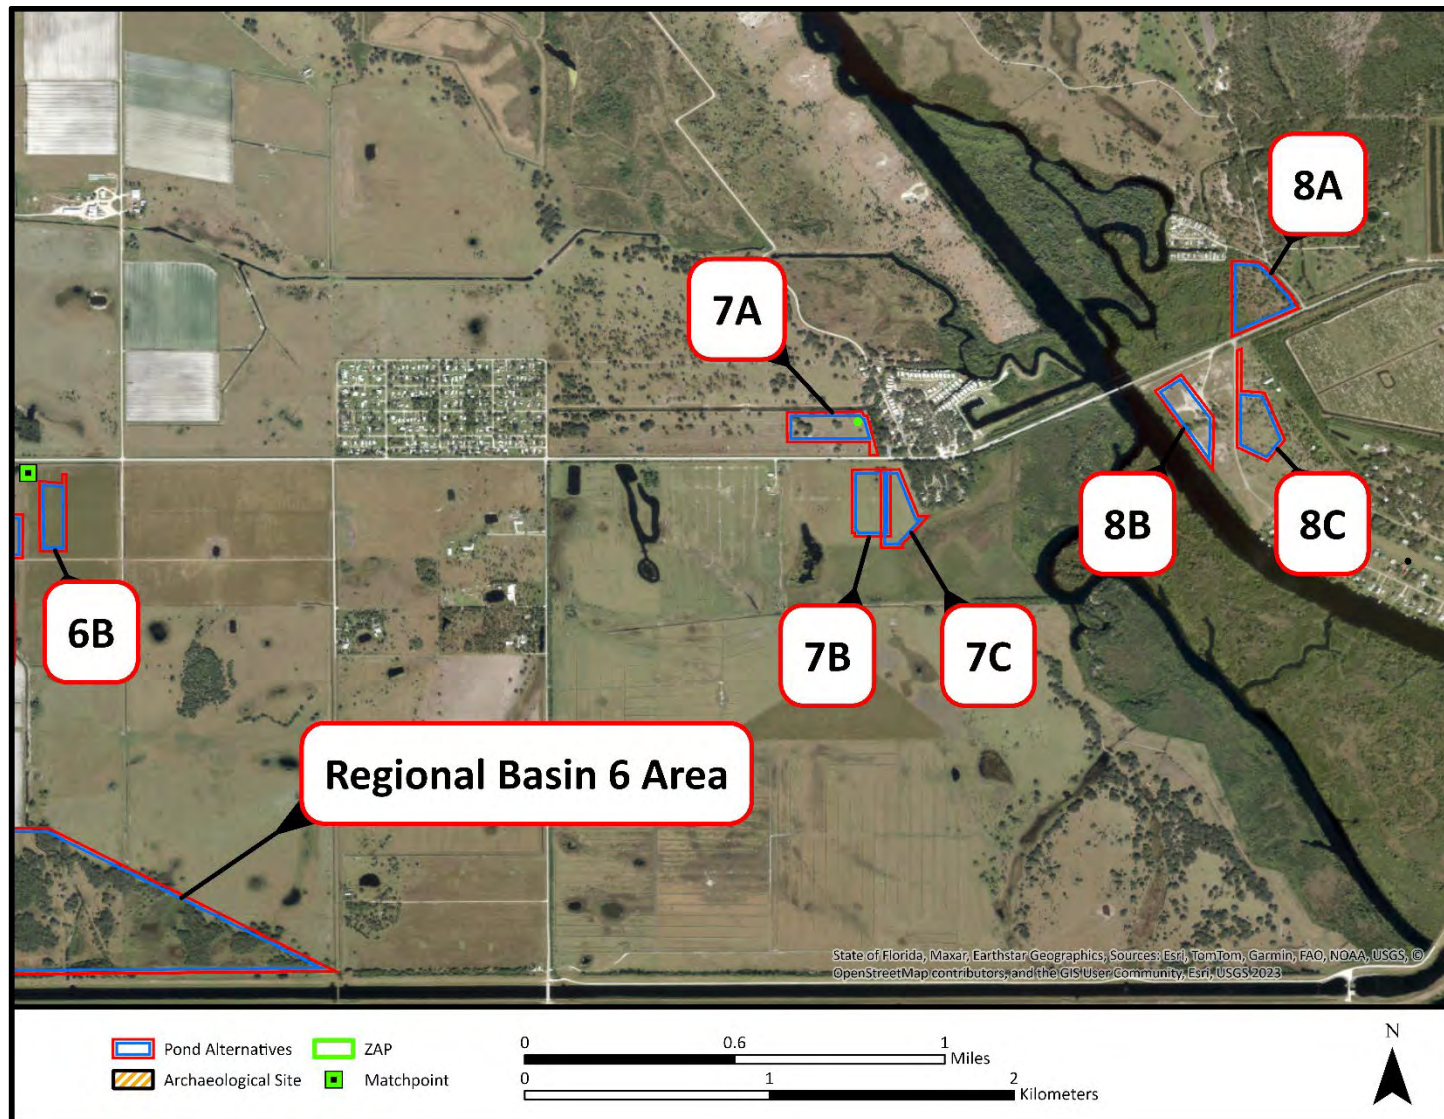 8A
7A
8B
8C
6B
7B
7C
Regional Basin 6 Area
State of Florida, Maxar, Earthstar Geographics, Sources: Esri, TomTom, Garmin, FAO, NOAA, USGS, ©
OpenStreetMap contributors, and the GIS User Community, Esri, USGS 2023
Pond Alternatives
ZAP
Archaeological Site
Matchpoint
0 0.6 1
Miles
0 1 2
Kilometers
N